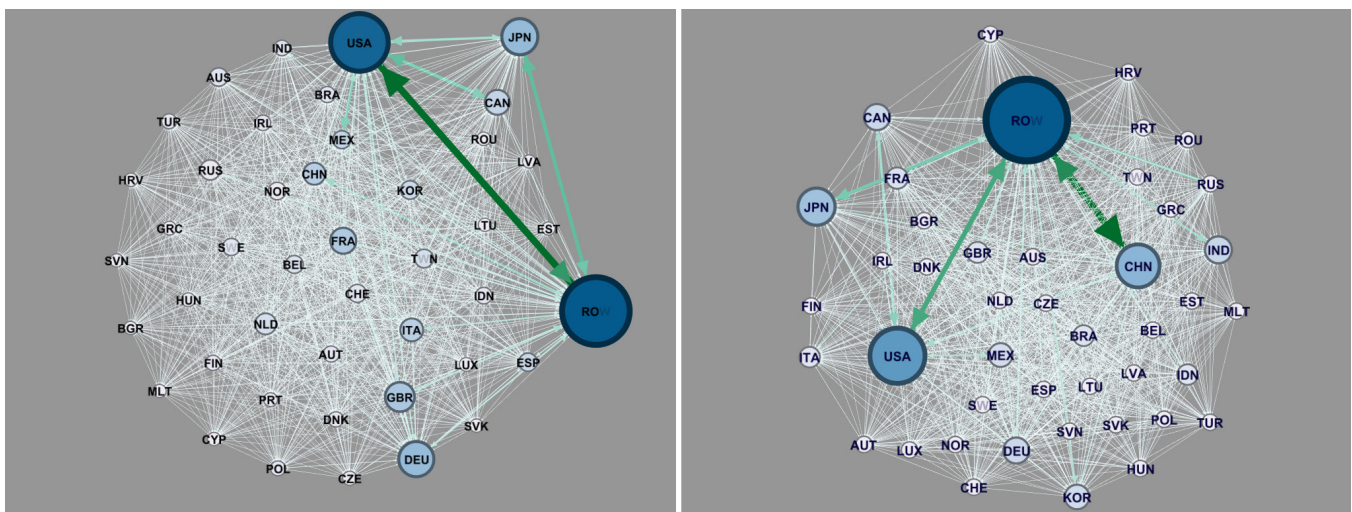 USA
JPN
IND
AUS
BRA
CAN
TUR
IRL
MEX
ROU
RUS
CHN
LVA
HRV
NOR
KOR
GRC
LTU
EST
SVN
SWE
FRA
BEL
TWN
HUN
CHE
IDN
ROW
BGR
NLD
ITA
FIN
AUT
LUX
ESP
MLT
PRT
GBR
DNK
SVK
CYP
POL
CZE
DEU
CYP
HRV
CAN
ROW
PRT
ROU
FRA
TWN
RUS
JPN
GRC
BGR
IRL
DNK
GBR
AUS
CHN
IND
FIN
NLD
CZE
EST
MLT
USA
ITA
MEX
BRA
BEL
ESP
LTU
LVA
IDN
SWE
SVN
SVK
POL
TUR
AUT
LUX
NOR
DEU
HUN
CHE
KOR